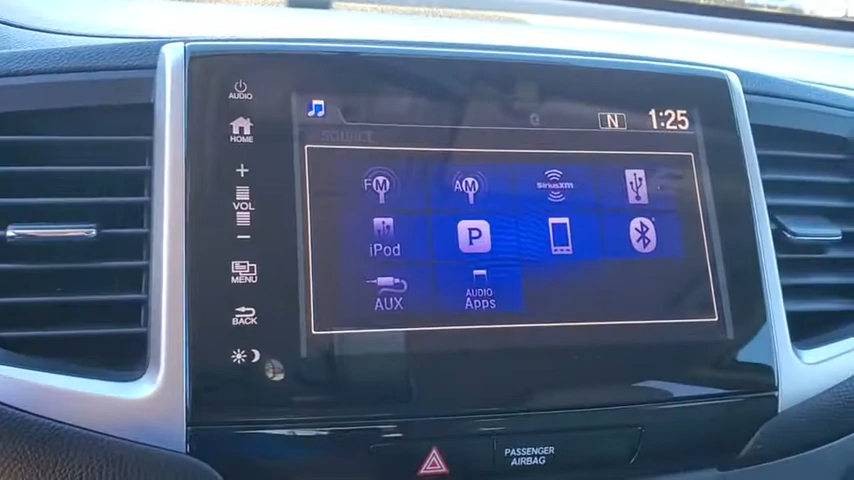 AUDIO
HOME
VOL
MENU
BACK
N
1:25
SOURCE
FM
AM
SiriusXM
iPod
P
AUX
AUDIO
Apps
PASSENGER
AIRBAG